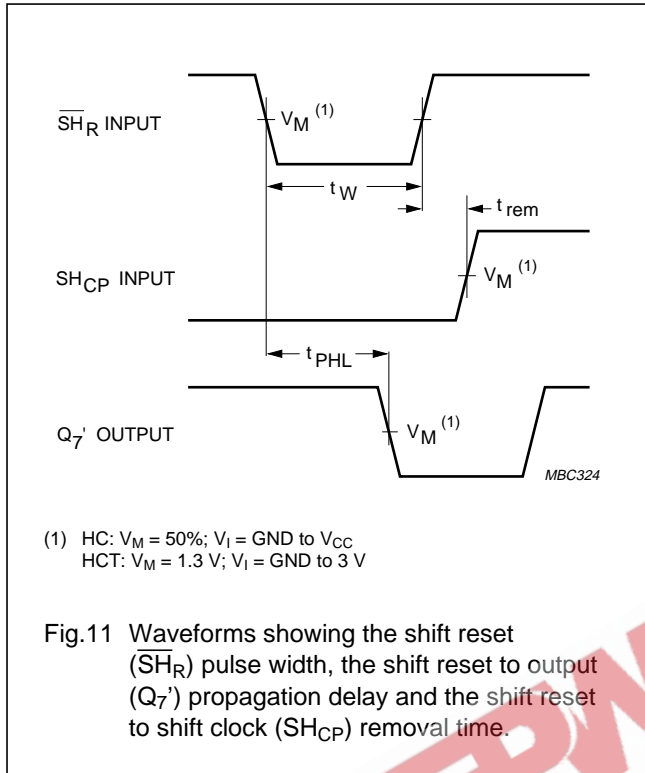 S̅H̅R INPUT
VM (1)
tW
trem
SHCP INPUT
VM (1)
tPHL
Q7' OUTPUT
VM (1)
MBC324
(1) HC: VM = 50%; VI = GND to VCC
HCT: VM = 1.3 V; VI = GND to 3 V
Fig.11 Waveforms showing the shift reset
(S̅H̅R) pulse width, the shift reset to output
(Q7') propagation delay and the shift reset
to shift clock (SHCP) removal time.